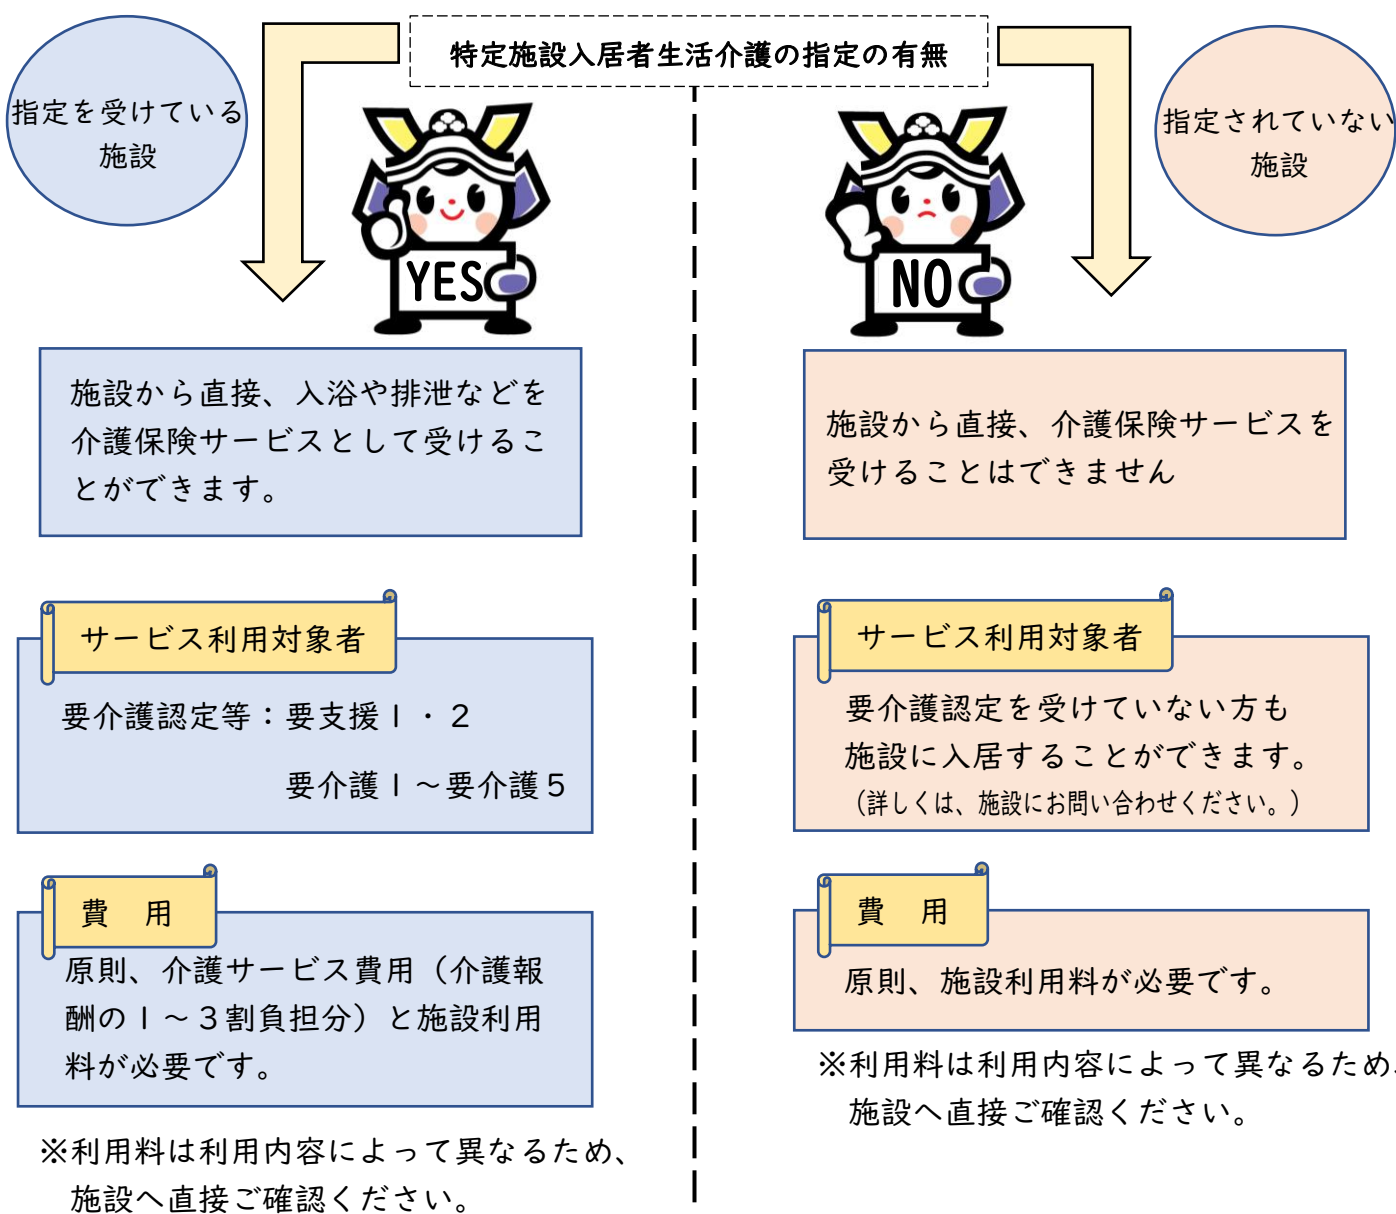 特定施設入居者生活介護の指定の有無
指定を受けている
施設
YES
施設から直接、入浴や排泄などを
介護保険サービスとして受けるこ
とができます。
サービス利用対象者
要介護認定等：要支援１・２
要介護１～要介護５
費　用
原則、介護サービス費用（介護報
酬の１～３割負担分）と施設利用
料が必要です。
※利用料は利用内容によって異なるため、
施設へ直接ご確認ください。
指定されていない
施設
NO
施設から直接、介護保険サービスを
受けることはできません
サービス利用対象者
要介護認定を受けていない方も
施設に入居することができます。
（詳しくは、施設にお問い合わせください。）
費　用
原則、施設利用料が必要です。
※利用料は利用内容によって異なるため、
施設へ直接ご確認ください。